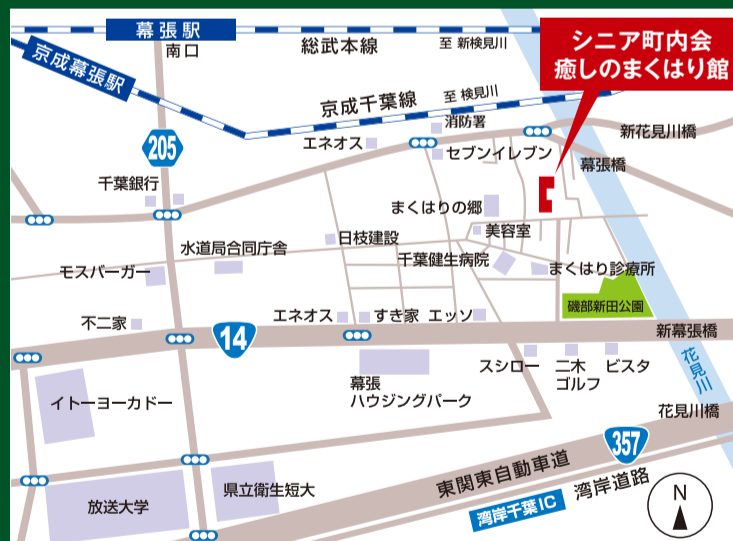 幕張駅
南口
総武本線
至 新検見川
シニア町内会
癒しのまくはり館
京成幕張駅
京成千葉線
至 検見川
消防署
新花見川橋
205
エネオス
セブンイレブン
幕張橋
千葉銀行
まくはりの郷
美容室
日枝建設
水道局合同庁舎
千葉健生病院
まくはり診療所
モスバーガー
磯部新田公園
不二家
エネオス
すき家
エッソ
14
新幕張橋
スシロー
二木
ゴルフ
ビスタ
花見川
幕張
ハウジングパーク
イトーヨーカドー
花見川橋
357
東関東自動車道
県立衛生短大
放送大学
湾岸千葉IC
湾岸道路
N